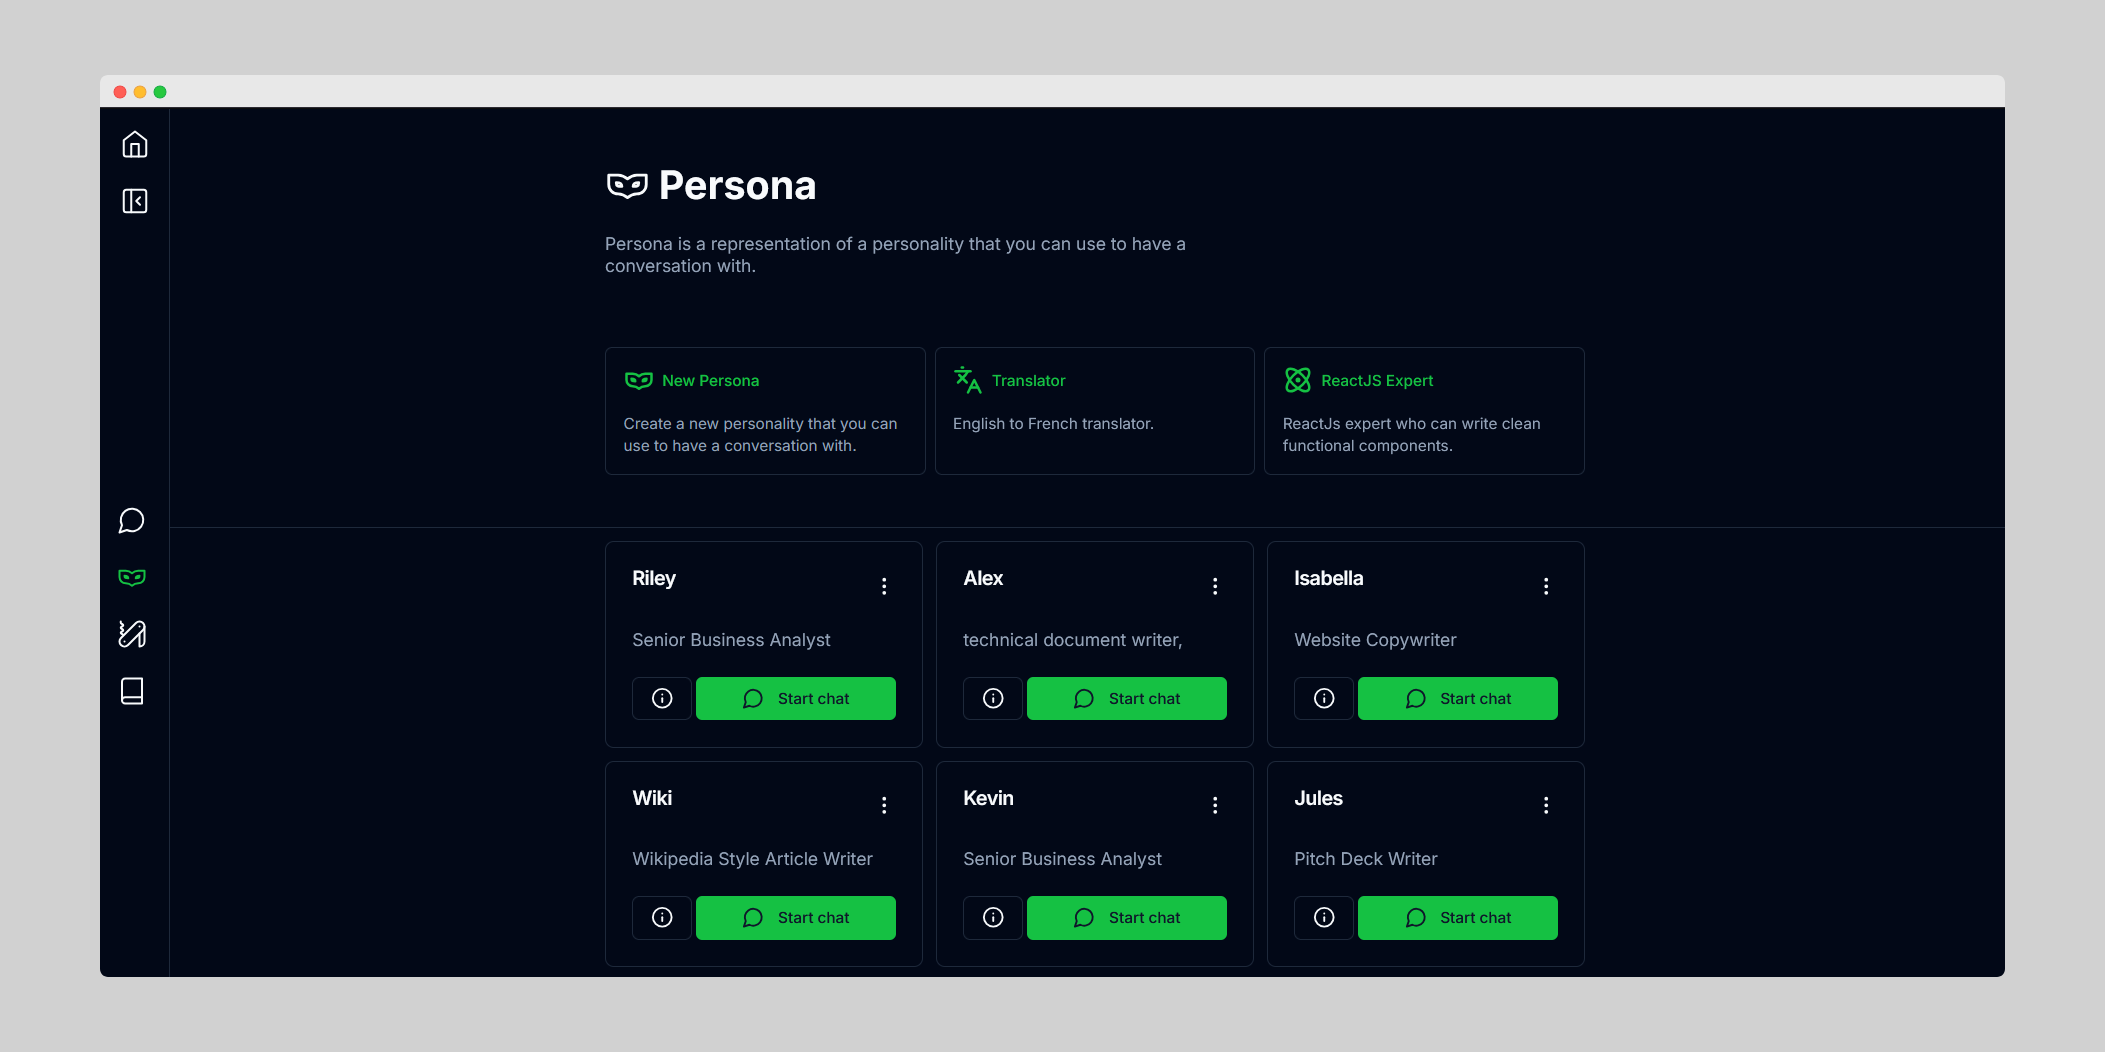 Persona
Persona is a representation of a personality that you can use to have a
conversation with.
New Persona
Create a new personality that you can
use to have a conversation with.
Translator
English to French translator.
ReactJS Expert
ReactJs expert who can write clean
functional components.
Riley
Senior Business Analyst
Start chat
Alex
technical document writer,
Start chat
Isabella
Website Copywriter
Start chat
Wiki
Wikipedia Style Article Writer
Start chat
Kevin
Senior Business Analyst
Start chat
Jules
Pitch Deck Writer
Start chat